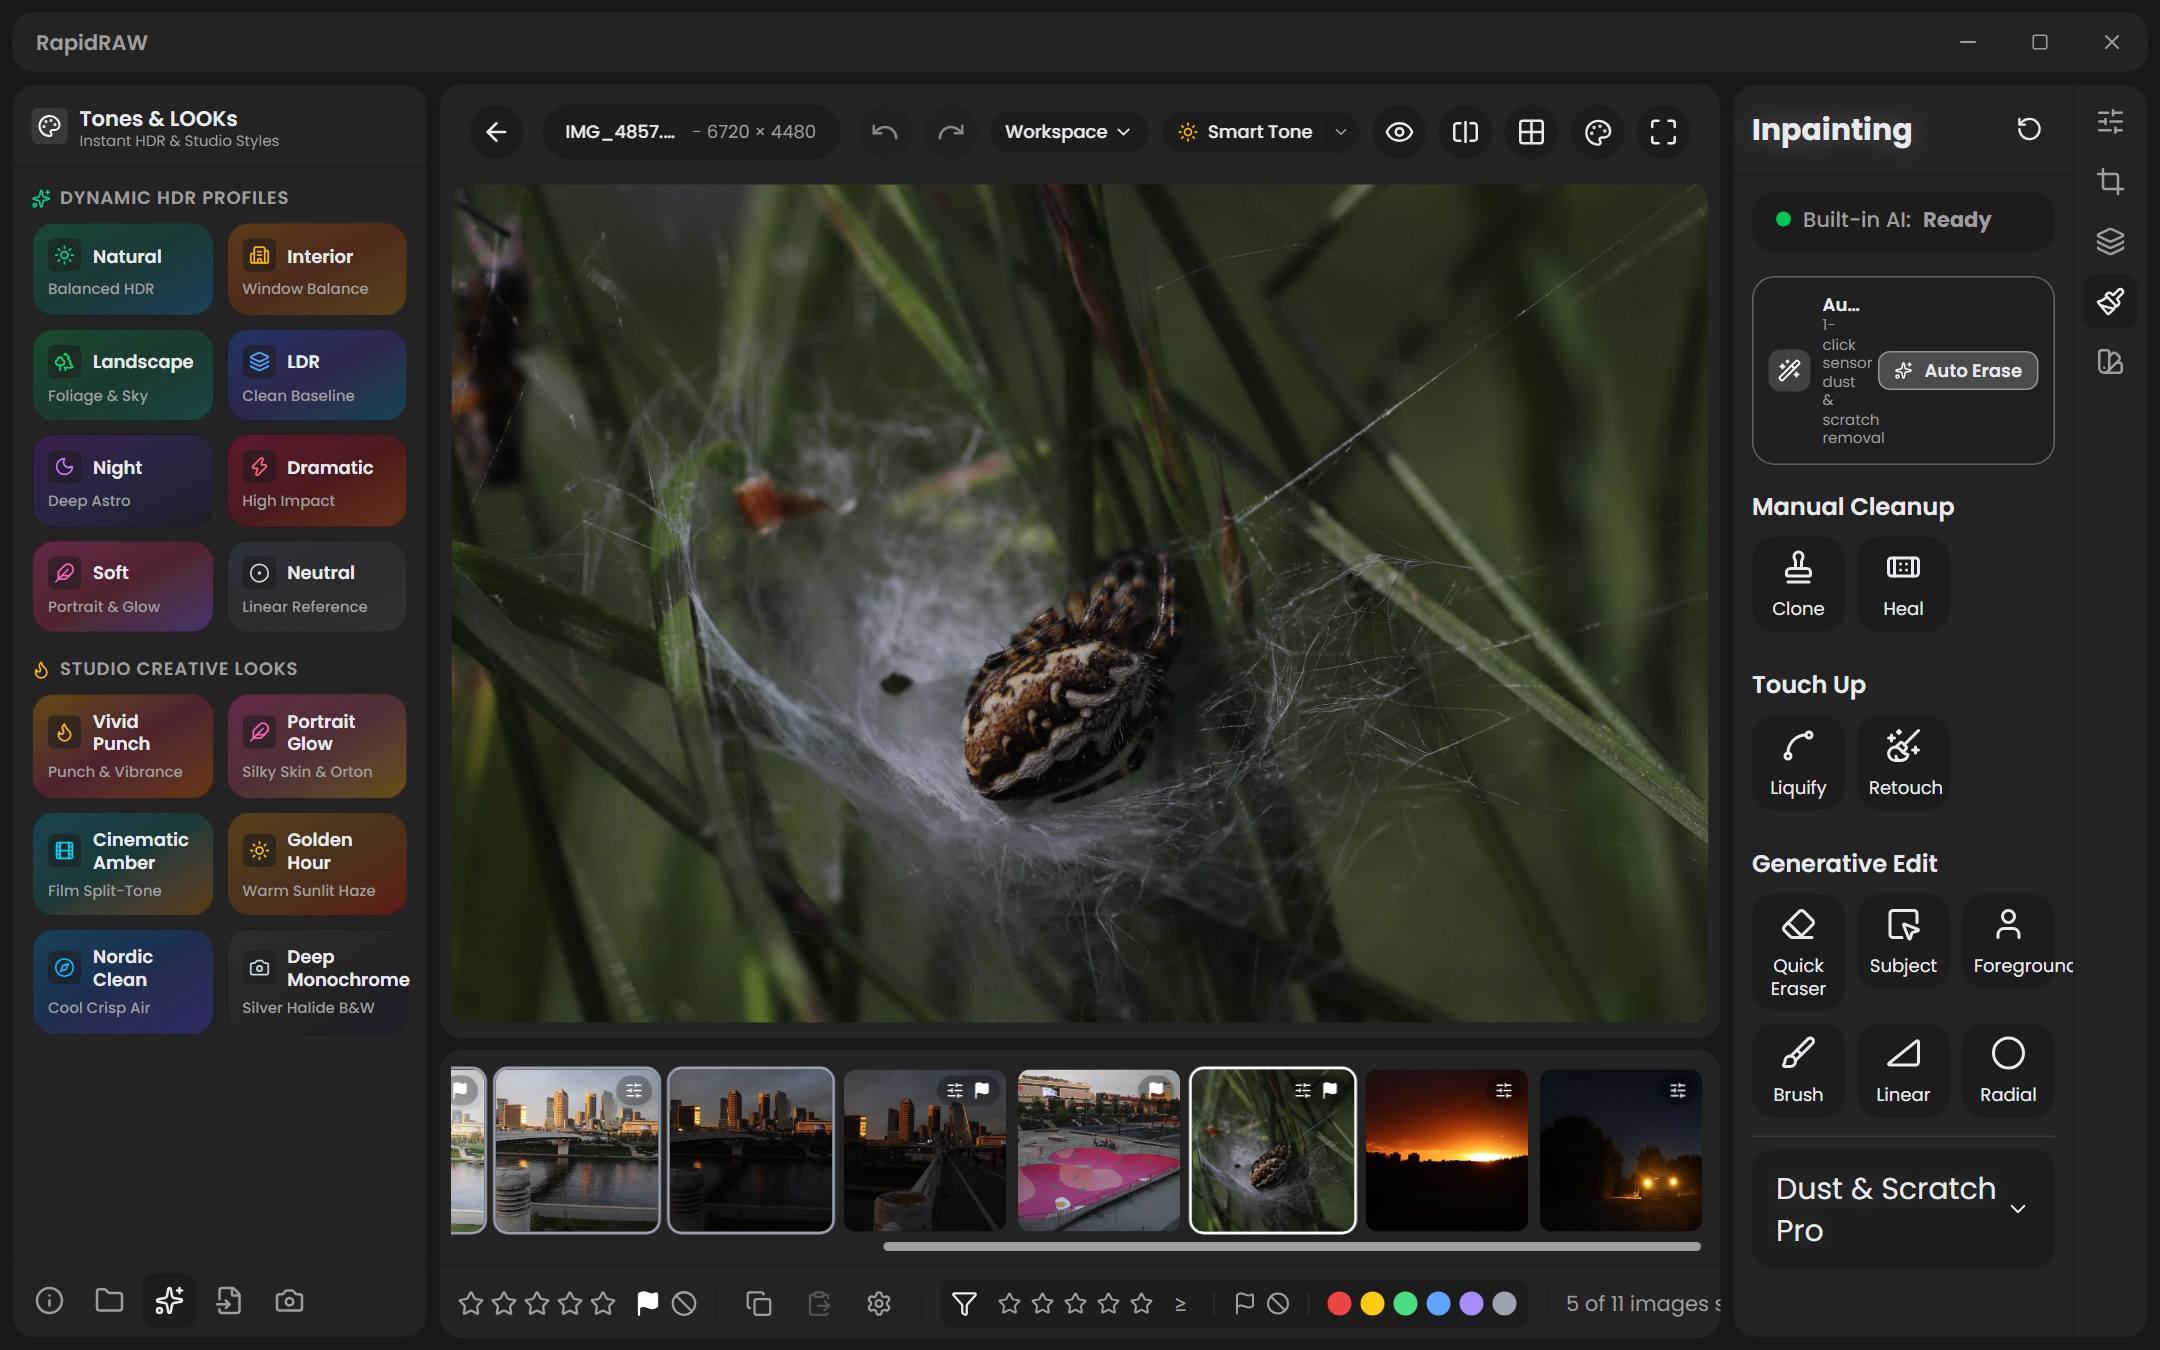 RapidRAW
Tones & LOOKs
Instant HDR & Studio Styles
DYNAMIC HDR PROFILES
Natural
Balanced HDR
Interior
Window Balance
Landscape
Foliage & Sky
LDR
Clean Baseline
Night
Deep Astro
Dramatic
High Impact
Soft
Portrait & Glow
Neutral
Linear Reference
STUDIO CREATIVE LOOKS
Vivid
Punch
Punch & Vibrance
Portrait
Glow
Silky Skin & Orton
Cinematic
Amber
Film Split-Tone
Golden
Hour
Warm Sunlit Haze
Nordic
Clean
Cool Crisp Air
Deep
Monochrome
Silver Halide B&W
IMG_4857.... - 6720 × 4480
Workspace
Smart Tone
≥
5 of 11 images s
Inpainting
Built-in AI: Ready
Au...
1-
click
sensor
dust
&
scratch
removal
Auto Erase
Manual Cleanup
Clone
Heal
Touch Up
Liquify
Retouch
Generative Edit
Quick
Eraser
Subject
Foreground
Brush
Linear
Radial
Dust & Scratch
Pro